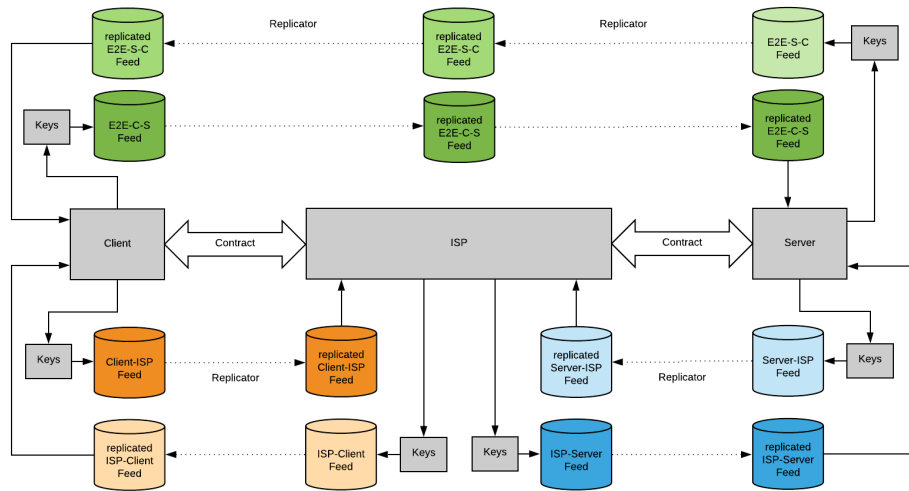 Replicator
Replicator
replicated
E2E-S-C
Feed
replicated
E2E-S-C
Feed
E2E-S-C
Feed
Keys
Keys
E2E-C-S
Feed
replicated
E2E-C-S
Feed
replicated
E2E-C-S
Feed
Client
Contract
ISP
Contract
Server
Keys
Client-ISP
Feed
Replicator
replicated
Client-ISP
Feed
replicated
Server-ISP
Feed
Replicator
Server-ISP
Feed
Keys
replicated
ISP-Client
Feed
ISP-Client
Feed
Keys
Keys
ISP-Server
Feed
replicated
ISP-Server
Feed